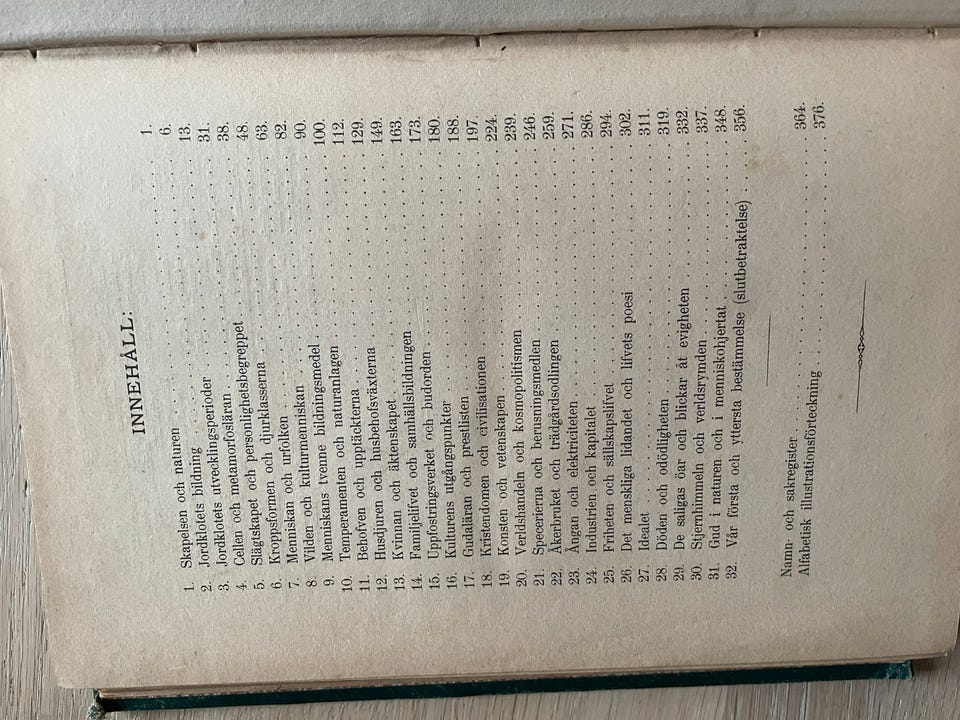 INNEHÅLL:
1. Skapelsen och naturen . . . . . . . . . . 1.
2. Jordklotets bildning . . . . . . . . . . 6.
3. Jordklotets utvecklingsperioder . . . . . . . . . . 13.
4. Cellen och metamorfosläran . . . . . . . . . . 31.
5. Slägtskapet och personlighetsbegreppet . . . . . . . . . . 38.
6. Kroppsformen och djurklasserna . . . . . . . . . . 48.
7. Menniskan och urfolken . . . . . . . . . . 63.
8. Vilden och kulturmenniskan . . . . . . . . . . 82.
9. Menniskans tvenne bildningsmedel . . . . . . . . . . 90.
10. Temperamenten och naturanlagen . . . . . . . . . . 100.
11. Behofven och upptäckterna . . . . . . . . . . 112.
12. Husdjuren och husbehofsväxterna . . . . . . . . . . 129.
13. Kvinnan och äktenskapet . . . . . . . . . . 149.
14. Familjelifvet och samhällsbildningen . . . . . . . . . . 163.
15. Uppfostringsverket och budorden . . . . . . . . . . 173.
16. Kulturens utgångspunkter . . . . . . . . . . 180.
17. Gudaläran och prestlisten . . . . . . . . . . 188.
18. Kristendomen och civilisationen . . . . . . . . . . 197.
19. Konsten och vetenskapen . . . . . . . . . . 224.
20. Verldshandeln och kosmopolitismen . . . . . . . . . . 239.
21. Specerierna och berusningsmedlen . . . . . . . . . . 246.
22. Åkerbruket och trädgårdsodlingen . . . . . . . . . . 259.
23. Ångan och elektriciteten . . . . . . . . . . 271.
24. Industrien och kapitalet . . . . . . . . . . 286.
25. Friheten och sällskapslifvet . . . . . . . . . . 294.
26. Det menskliga lidandet och lifvets poesi . . . . . . . . . . 302.
27. Idealet . . . . . . . . . . 311.
28. Döden och odödligheten . . . . . . . . . . 319.
29. De saligas öar och blickar åt evigheten . . . . . . . . . . 332.
30. Stjernhimmeln och verldsrymden . . . . . . . . . . 337.
31. Gud i naturen och i menniskohjertat . . . . . . . . . . 348.
32. Vår första och yttersta bestämmelse (slutbetraktelse) . . . . . . . . . . 356.
Namn- och sakregister . . . . . . . . . . 364.
Alfabetisk illustrationsförteckning . . . . . . . . . . 376.